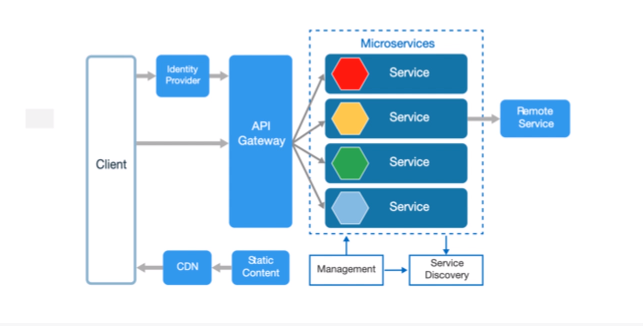 Microservices
Identity
Provider
Service
Service
Service
Service
API
Gateway
Remote
Service
Client
CDN
Static
Content
Management
Service
Discovery